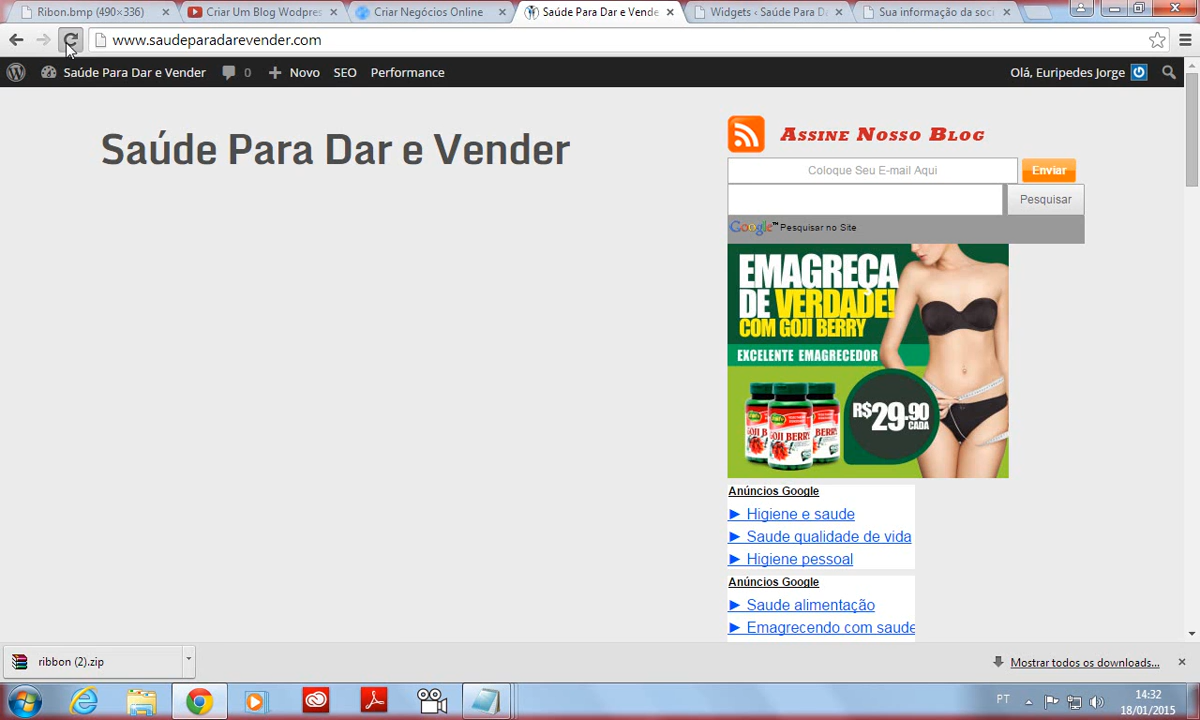 Ribon.bmp (490×336)
Criar Um Blog Wodpres
Criar Negócios Online
Saúde Para Dar e Vende
Widgets ‹ Saúde Para D
Sua informação da soci
www.saudeparadarevender.com
Saúde Para Dar e Vender
0
Novo
SEO
Performance
Olá, Euripedes Jorge
Saúde Para Dar e Vender
Assine Nosso Blog
Coloque Seu E-mail Aqui
Enviar
Pesquisar
Google™ Pesquisar no Site
EMAGREÇA
DE VERDADE!
COM GOJI BERRY
EXCELENTE EMAGRECEDOR
GOJI BERRY
R$29,90
CADA
Anúncios Google
► Higiene e saude
► Saude qualidade de vida
► Higiene pessoal
Anúncios Google
► Saude alimentação
► Emagrecendo com saude
ribbon (2).zip
Mostrar todos os downloads...
PT
14:32
18/01/2015